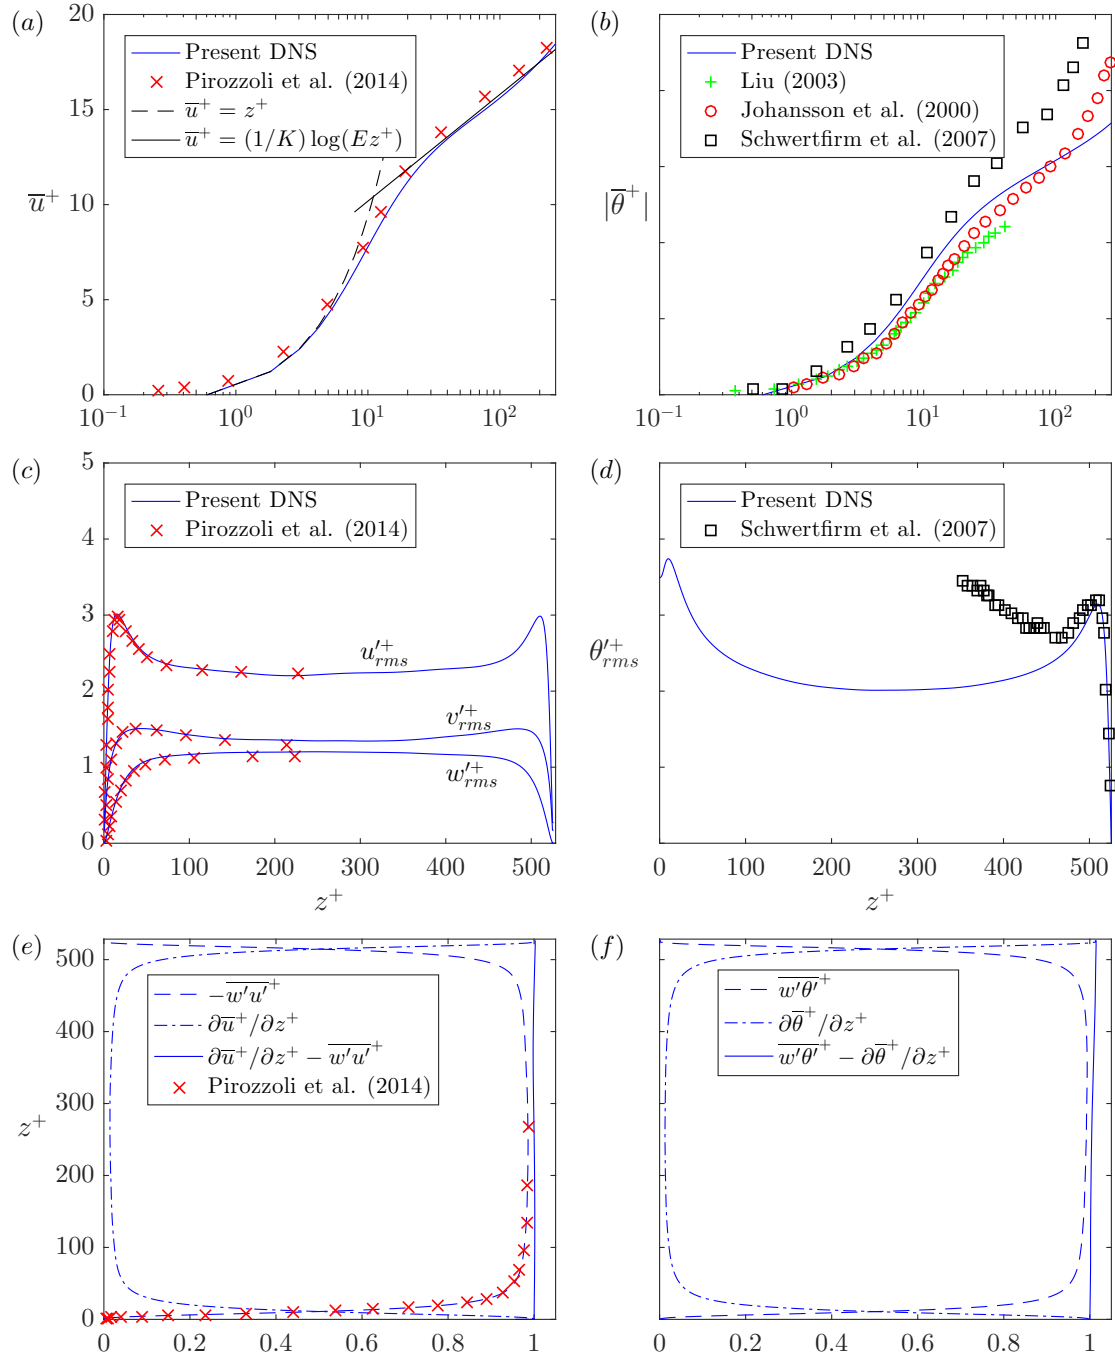 (a)
20
15
10
5
0
u̅⁺
Present DNS
Pirozzoli et al. (2014)
u̅⁺ = z⁺
u̅⁺ = (1/K) log(Ez⁺)
10⁻¹ 10⁰ 10¹ 10²
(b)
|θ̅⁺|
Present DNS
Liu (2003)
Johansson et al. (2000)
Schwertfirm et al. (2007)
10⁻¹ 10⁰ 10¹ 10²
(c)
5
4
3
2
1
0
Present DNS
Pirozzoli et al. (2014)
u′⁺rms
v′⁺rms
w′⁺rms
0 100 200 300 400 500
z⁺
(d)
θ′⁺rms
Present DNS
Schwertfirm et al. (2007)
0 100 200 300 400 500
z⁺
(e)
500
400
300
200
100
0
z⁺
−w′u′⁺
∂u̅⁺/∂z⁺
∂u̅⁺/∂z⁺ − w′u′⁺
Pirozzoli et al. (2014)
0 0.2 0.4 0.6 0.8 1
(f)
w′θ′⁺
∂θ̅⁺/∂z⁺
w′θ′⁺ − ∂θ̅⁺/∂z⁺
0 0.2 0.4 0.6 0.8 1